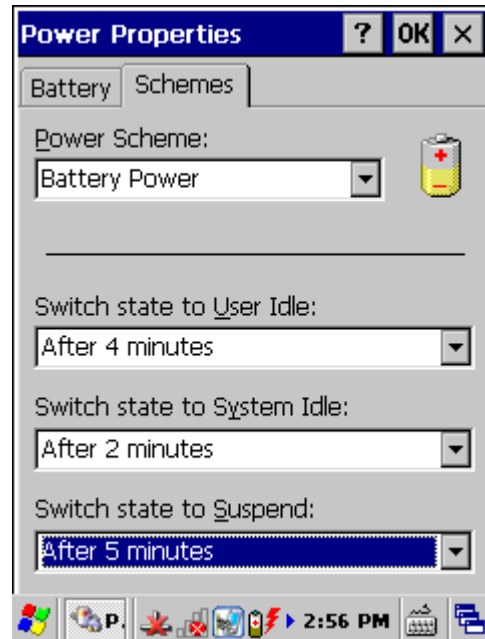 Power Properties ? OK ×
Battery Schemes
Power Scheme:
Battery Power
Switch state to User Idle:
After 4 minutes
Switch state to System Idle:
After 2 minutes
Switch state to Suspend:
After 5 minutes
P. 2:56 PM